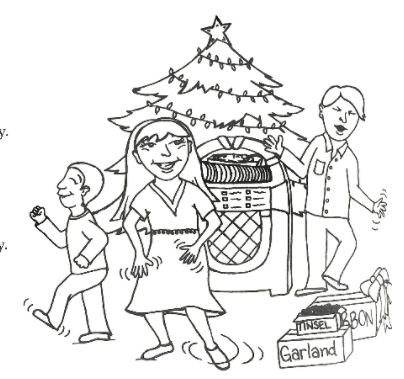 y.
y.
TINSEL
BBON
Garland